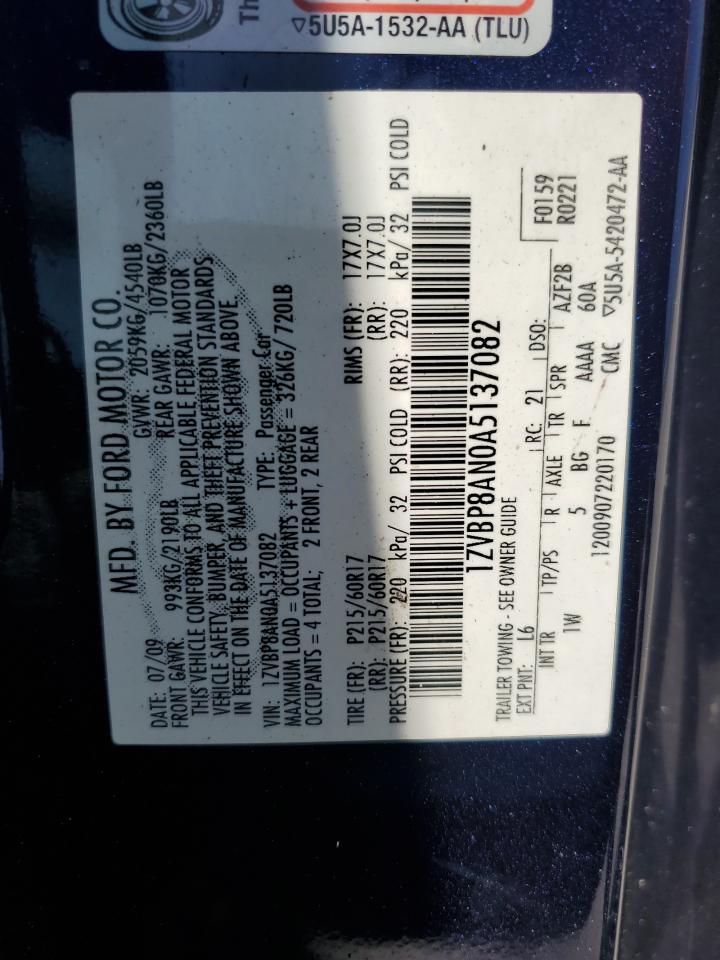 Th
▽5U5A-1532-AA (TLU)
MFD. BY FORD MOTOR CO.
DATE: 07/09 GVWR: 2059KG/4540LB
FRONT GAWR: 993KG/2190LB REAR GAWR: 1070KG/2360LB
THIS VEHICLE CONFORMS TO ALL APPLICABLE FEDERAL MOTOR
VEHICLE SAFETY, BUMPER, AND THEFT PREVENTION STANDARDS
IN EFFECT ON THE DATE OF MANUFACTURE SHOWN ABOVE.
VIN: 1ZVBP8AN0A5137082 TYPE: Passenger Car
MAXIMUM LOAD = OCCUPANTS + LUGGAGE = 326KG/ 720LB
OCCUPANTS = 4 TOTAL; 2 FRONT, 2 REAR
TIRE (FR): P215/60R17 RIMS (FR): 17X7.0J
(RR): P215/60R17 (RR): 17X7.0J
PRESSURE (FR): 220 kPa/ 32 PSI COLD (RR): 220 kPa/ 32 PSI COLD
1ZVBP8AN0A5137082
TRAILER TOWING - SEE OWNER GUIDE
F0159
R0221
EXT PNT: L6 RC: 21 DSO:
INT TR TP/PS R AXLE TR SPR AZF2B
1W 5 BG F AAAA 60A
1200907220170 CMC ▽5U5A-5420472-AA